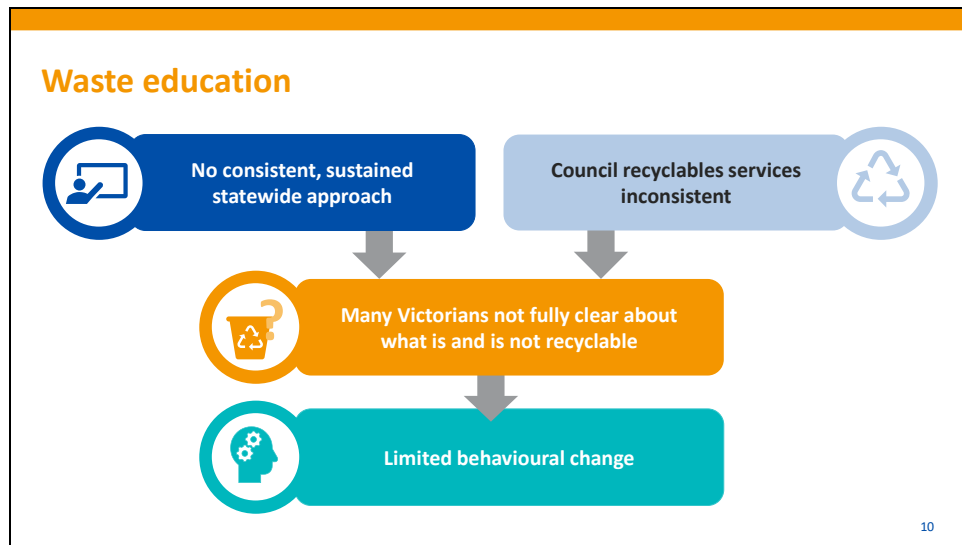 Waste education
No consistent, sustained
statewide approach
Council recyclables services
inconsistent
?
Many Victorians not fully clear about
what is and is not recyclable
Limited behavioural change
10